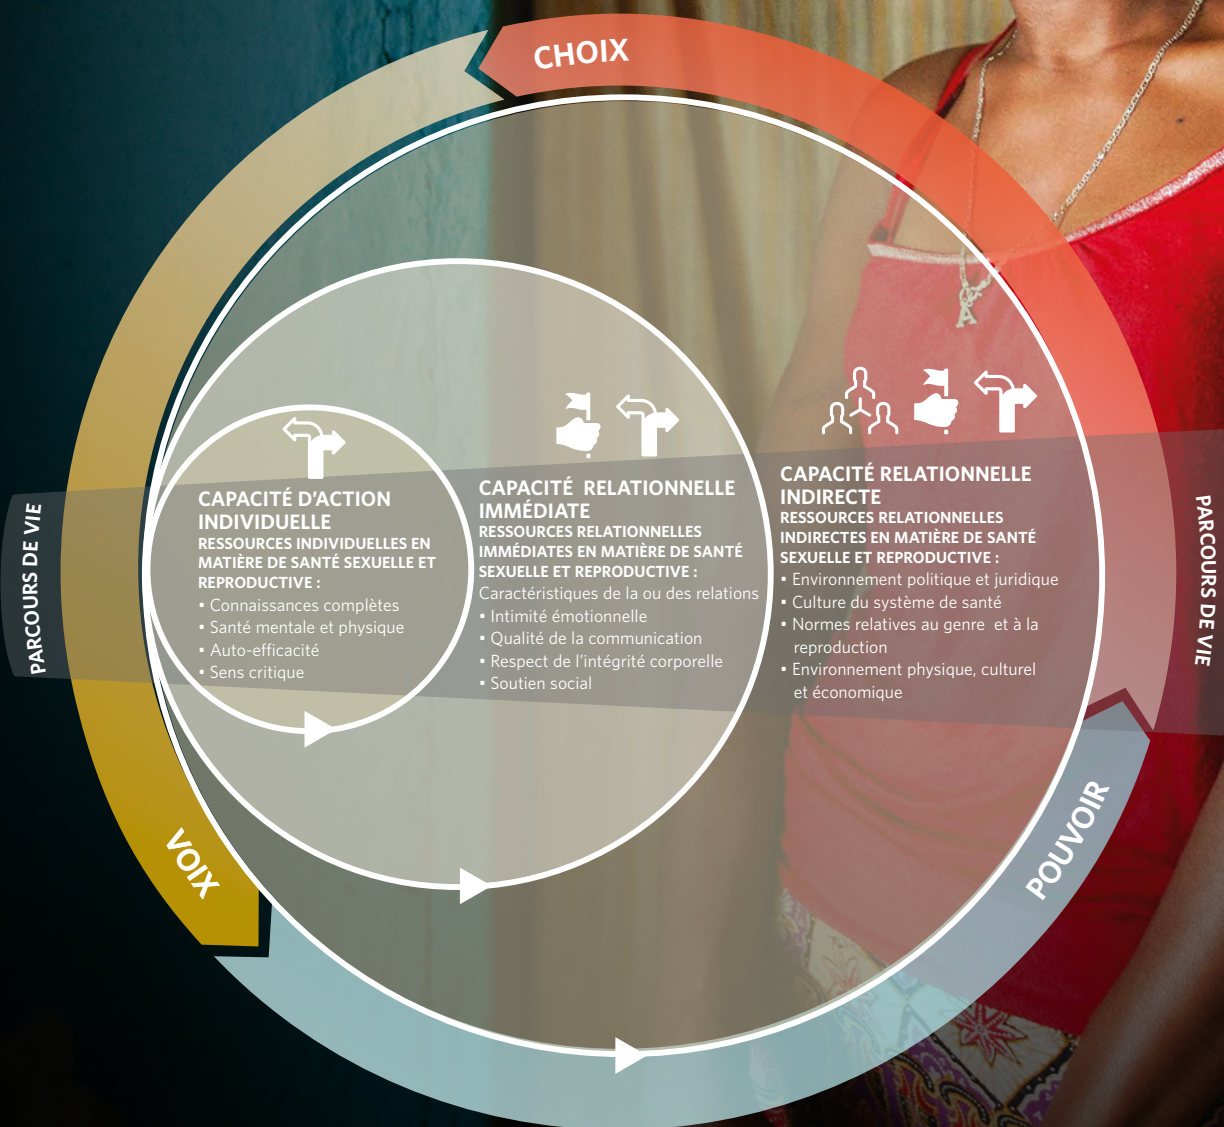 CHOIX
PARCOURS DE VIE
CAPACITÉ D'ACTION
INDIVIDUELLE
RESSOURCES INDIVIDUELLES EN
MATIÈRE DE SANTÉ SEXUELLE ET
REPRODUCTIVE :
• Connaissances complètes
• Santé mentale et physique
• Auto-efficacité
• Sens critique
CAPACITÉ RELATIONNELLE
IMMÉDIATE
RESSOURCES RELATIONNELLES
IMMÉDIATES EN MATIÈRE DE SANTÉ
SEXUELLE ET REPRODUCTIVE :
Caractéristiques de la ou des relations
• Intimité émotionnelle
• Qualité de la communication
• Respect de l'intégrité corporelle
• Soutien social
CAPACITÉ RELATIONNELLE
INDIRECTE
RESSOURCES RELATIONNELLES
INDIRECTES EN MATIÈRE DE SANTÉ
SEXUELLE ET REPRODUCTIVE :
• Environnement politique et juridique
• Culture du système de santé
• Normes relatives au genre et à la
reproduction
• Environnement physique, culturel
et économique
PARCOURS DE VIE
VOIX
POUVOIR
A